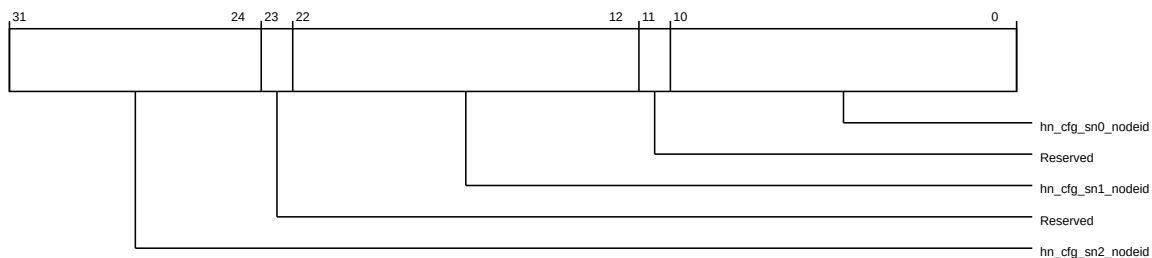 31 24 23 22 12 11 10 0
hn_cfg_sn0_nodeid
Reserved
hn_cfg_sn1_nodeid
Reserved
hn_cfg_sn2_nodeid